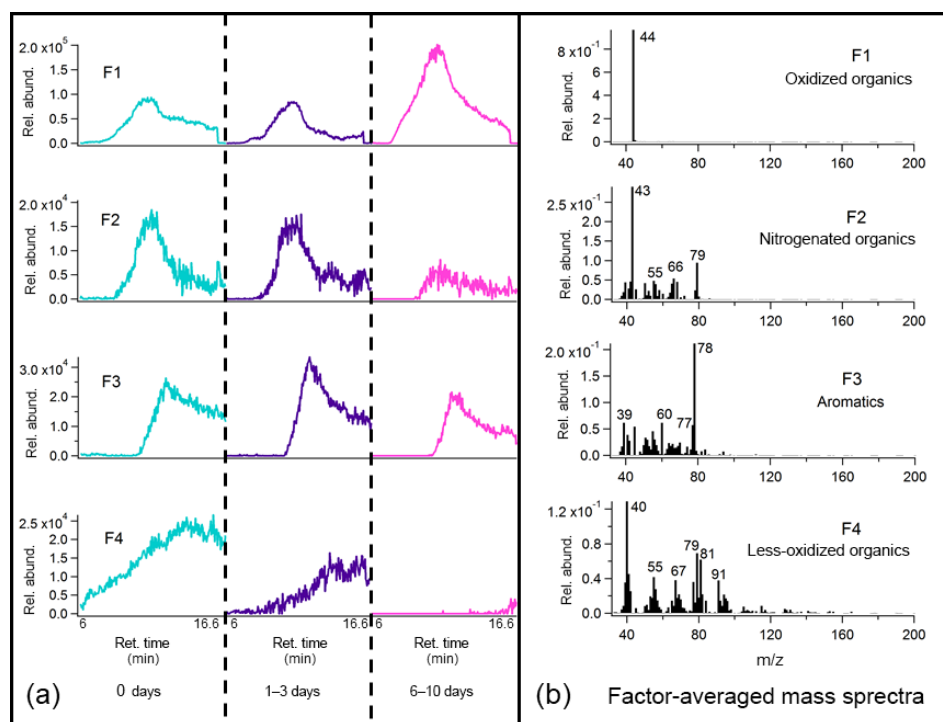 F1
Rel. abund.
2.0 x10⁵
1.5
1.0
0.5
0.0
F2
Rel. abund.
2.0 x10⁴
1.5
1.0
0.5
0.0
F3
Rel. abund.
3.0 x10⁴
2.0
1.0
0.0
F4
Rel. abund.
2.5 x10⁴
2.0
1.5
1.0
0.5
0.0
6 16.6 6 16.6 6 16.6
Ret. time Ret. time Ret. time
(min) (min) (min)
(a) 0 days 1–3 days 6–10 days
44
F1
Oxidized organics
Rel. abund.
8 x10⁻¹
6
4
2
0
40 80 120 160 200
43
55 66 79
F2
Nitrogenated organics
Rel. abund.
2.5 x10⁻¹
2.0
1.5
1.0
0.5
0.0
40 80 120 160 200
78
39 60 77
F3
Aromatics
Rel. abund.
2.0 x10⁻¹
1.5
1.0
0.5
0.0
40 80 120 160 200
40
55 67 79 81 91
F4
Less-oxidized organics
Rel. abund.
1.2 x10⁻¹
0.8
0.4
0.0
40 80 120 160 200
m/z
(b) Factor-averaged mass sprectra